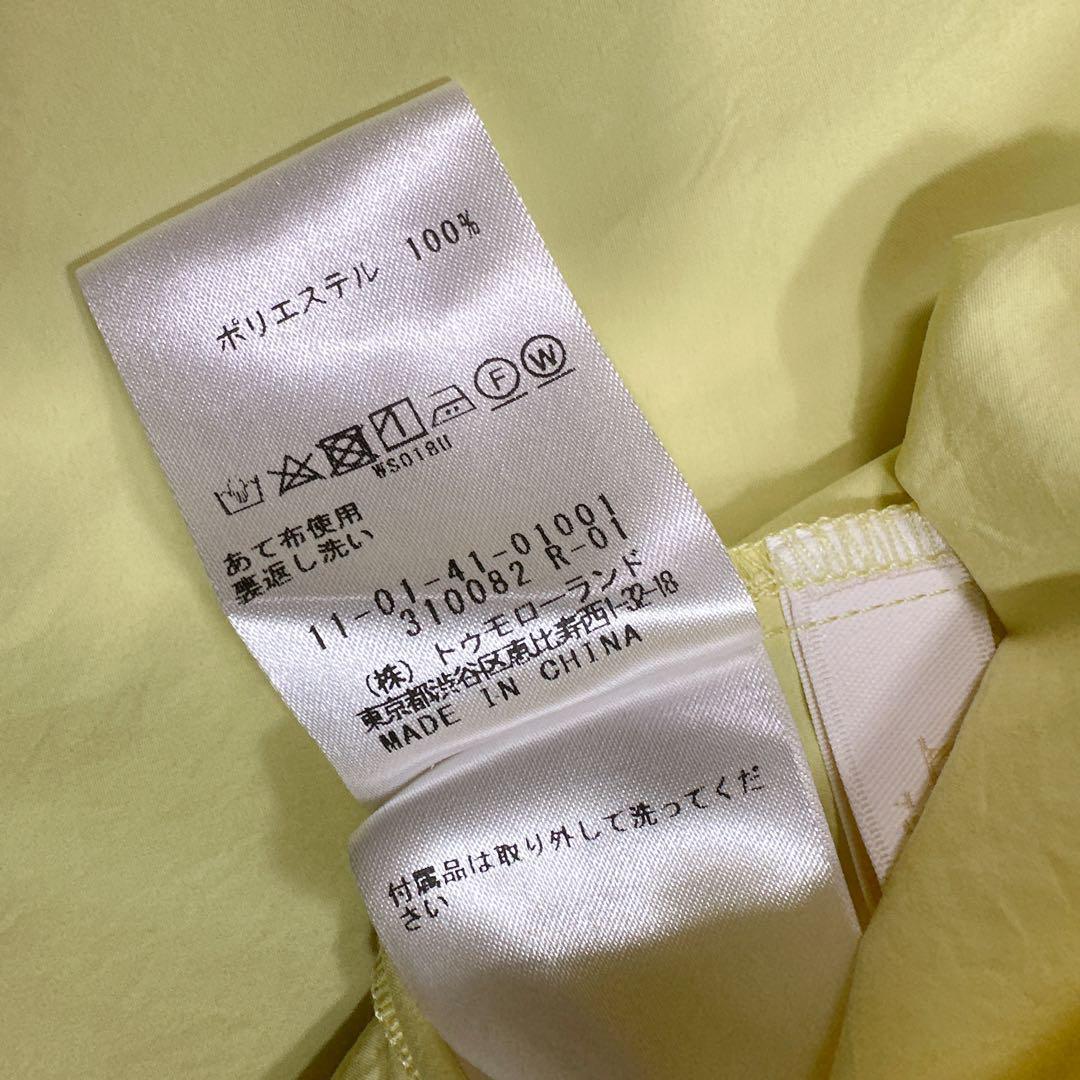 ポリエステル 100%
F W
WS018U
あて布使用
裏返し洗い
11-01-41-01001
310082 R-01
(株) トゥモローランド
東京都渋谷区恵比寿西1-32-18
MADE IN CHINA
付属品は取り外して洗ってくだ
さい